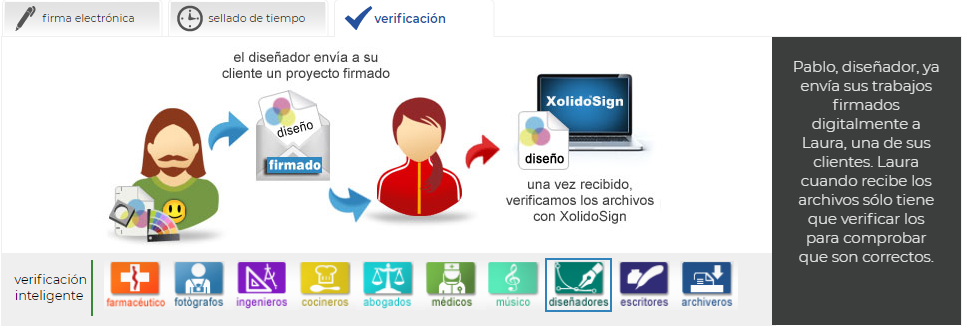 firma electrónica
sellado de tiempo
verificación
el diseñador envía a su
cliente un proyecto firmado
diseño
firmado
XolidoSign
diseño
una vez recibido,
verificamos los archivos
con XolidoSign
Pablo, diseñador, ya
envía sus trabajos
firmados
digitalmente a
Laura, una de sus
clientes. Laura
cuando recibe los
archivos sólo tiene
que verificar los
para comprobar
que son correctos.
verificación
inteligente
farmacéutico
fotógrafos
ingenieros
cocineros
abogados
médicos
músico
diseñadores
escritores
archiveros